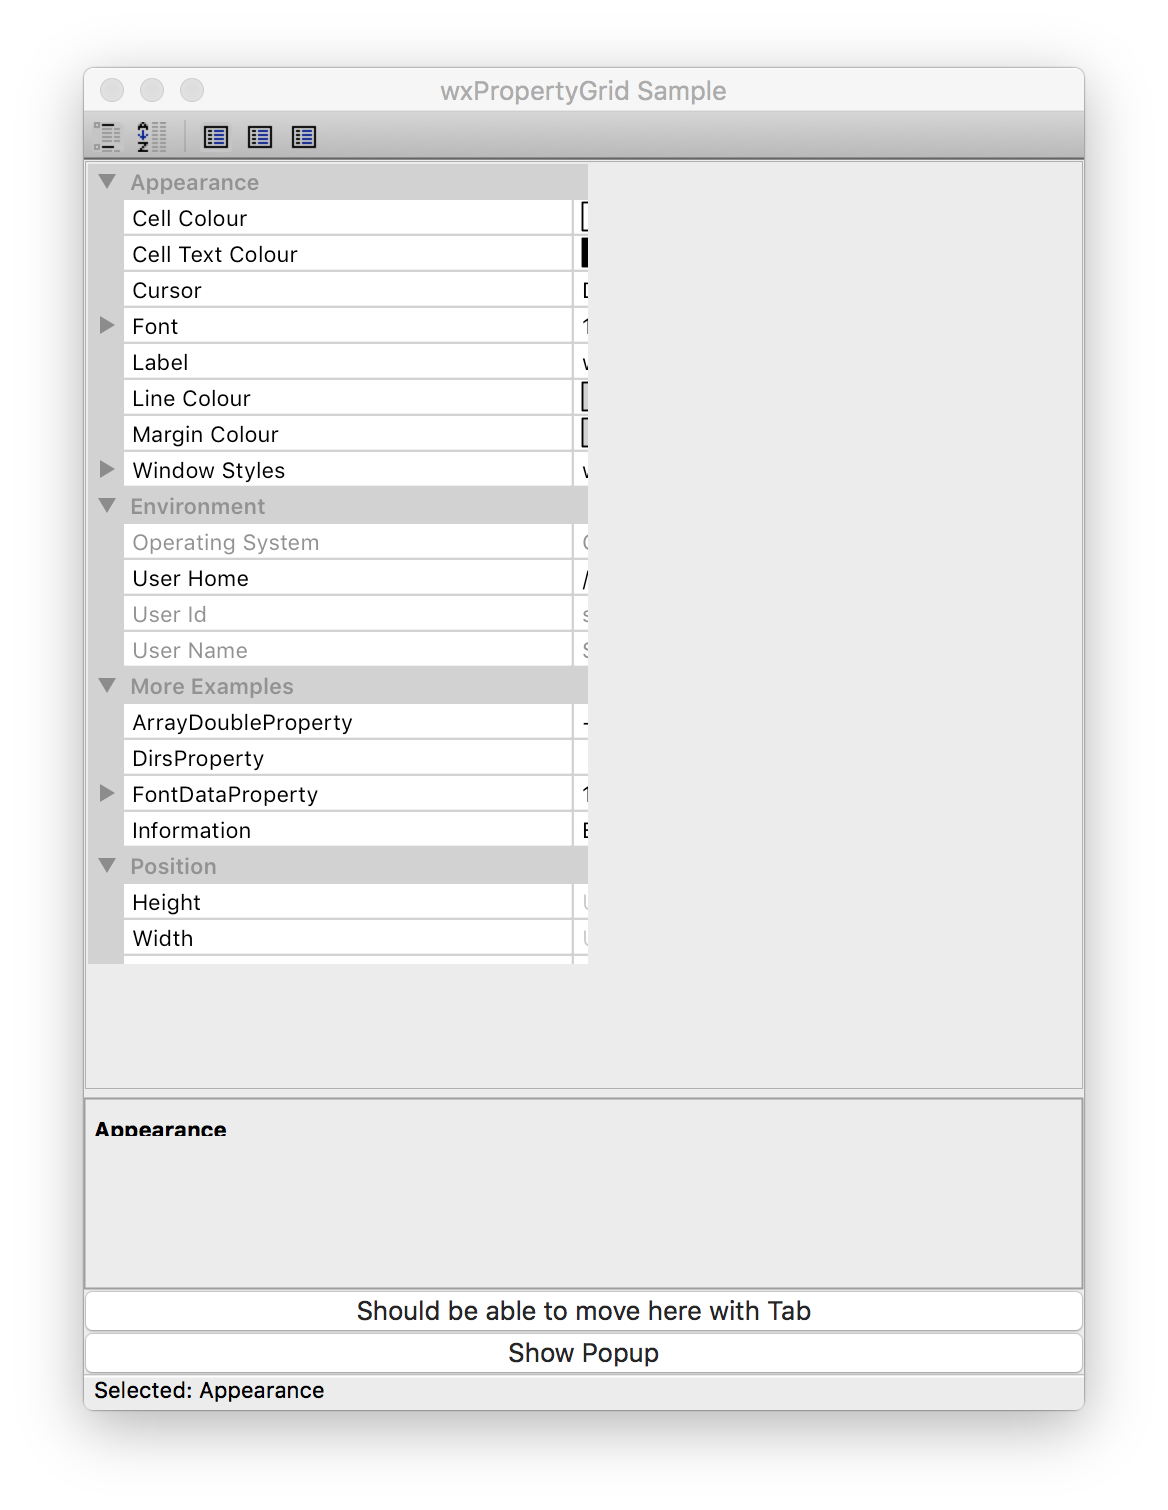 wxPropertyGrid Sample
Appearance
Cell Colour
Cell Text Colour
Cursor
Font
Label
Line Colour
Margin Colour
Window Styles
Environment
Operating System
User Home /
User Id
User Name
More Examples
ArrayDoubleProperty
DirsProperty
FontDataProperty
Information
Position
Height
Width
Appearance
Should be able to move here with Tab
Show Popup
Selected: Appearance